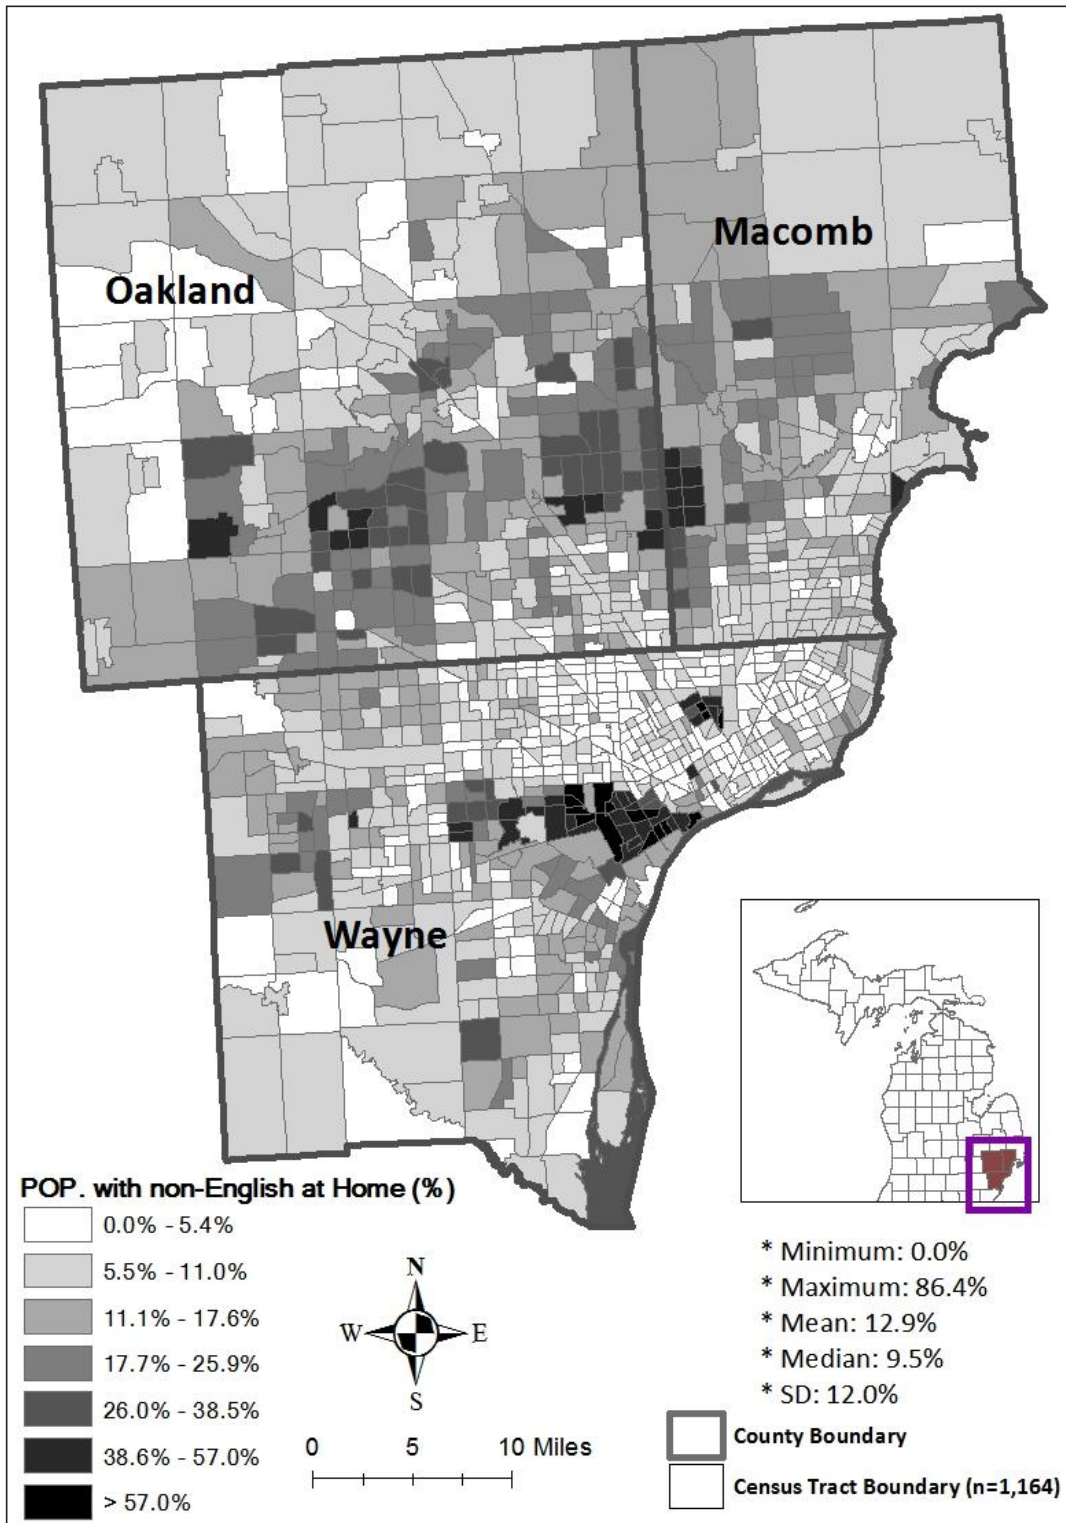 Macomb
Oakland
Wayne
POP. with non-English at Home (%)
0.0% - 5.4%
5.5% - 11.0%
11.1% - 17.6%
17.7% - 25.9%
26.0% - 38.5%
38.6% - 57.0%
> 57.0%
N
W E
S
0 5 10 Miles
* Minimum: 0.0%
* Maximum: 86.4%
* Mean: 12.9%
* Median: 9.5%
* SD: 12.0%
County Boundary
Census Tract Boundary (n=1,164)